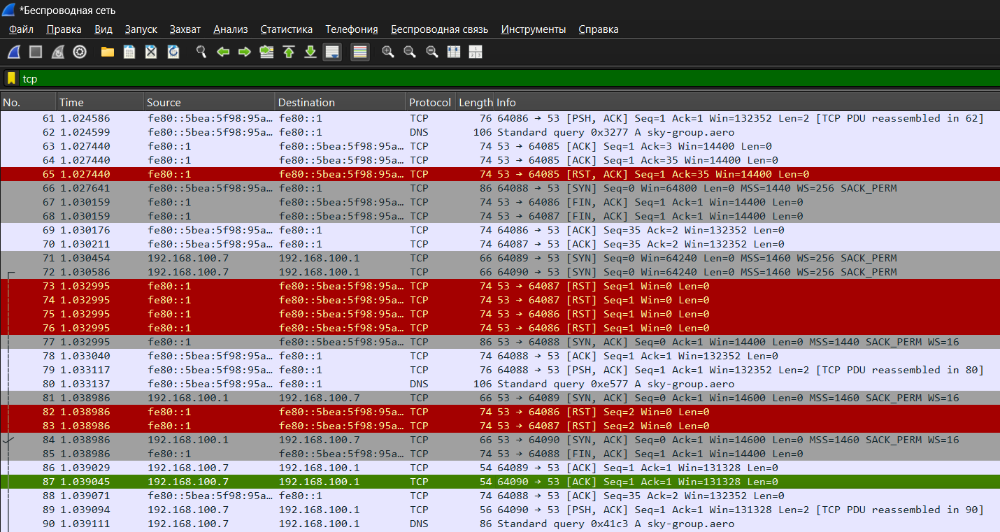 *Беспроводная сеть
Файл Правка Вид Запуск Захват Анализ Статистика Телефония Беспроводная связь Инструменты Справка
tcp
No. Time Source Destination Protocol Length Info
61 1.024586 fe80::5bea:5f98:95a… fe80::1 TCP 76 64086 → 53 [PSH, ACK] Seq=1 Ack=1 Win=132352 Len=2 [TCP PDU reassembled in 62]
62 1.024599 fe80::5bea:5f98:95a… fe80::1 DNS 106 Standard query 0x3277 A sky-group.aero
63 1.027440 fe80::1 fe80::5bea:5f98:95a… TCP 74 53 → 64085 [ACK] Seq=1 Ack=3 Win=14400 Len=0
64 1.027440 fe80::1 fe80::5bea:5f98:95a… TCP 74 53 → 64085 [ACK] Seq=1 Ack=35 Win=14400 Len=0
65 1.027440 fe80::1 fe80::5bea:5f98:95a… TCP 74 53 → 64085 [RST, ACK] Seq=1 Ack=35 Win=14400 Len=0
66 1.027641 fe80::5bea:5f98:95a… fe80::1 TCP 86 64088 → 53 [SYN] Seq=0 Win=64800 Len=0 MSS=1440 WS=256 SACK_PERM
67 1.030159 fe80::1 fe80::5bea:5f98:95a… TCP 74 53 → 64086 [FIN, ACK] Seq=1 Ack=1 Win=14400 Len=0
68 1.030159 fe80::1 fe80::5bea:5f98:95a… TCP 74 53 → 64087 [FIN, ACK] Seq=1 Ack=1 Win=14400 Len=0
69 1.030176 fe80::5bea:5f98:95a… fe80::1 TCP 74 64086 → 53 [ACK] Seq=35 Ack=2 Win=132352 Len=0
70 1.030211 fe80::5bea:5f98:95a… fe80::1 TCP 74 64087 → 53 [ACK] Seq=35 Ack=2 Win=132352 Len=0
71 1.030454 192.168.100.7 192.168.100.1 TCP 66 64089 → 53 [SYN] Seq=0 Win=64240 Len=0 MSS=1460 WS=256 SACK_PERM
72 1.030586 192.168.100.7 192.168.100.1 TCP 66 64090 → 53 [SYN] Seq=0 Win=64240 Len=0 MSS=1460 WS=256 SACK_PERM
73 1.032995 fe80::1 fe80::5bea:5f98:95a… TCP 74 53 → 64087 [RST] Seq=1 Win=0 Len=0
74 1.032995 fe80::1 fe80::5bea:5f98:95a… TCP 74 53 → 64087 [RST] Seq=1 Win=0 Len=0
75 1.032995 fe80::1 fe80::5bea:5f98:95a… TCP 74 53 → 64086 [RST] Seq=1 Win=0 Len=0
76 1.032995 fe80::1 fe80::5bea:5f98:95a… TCP 74 53 → 64086 [RST] Seq=1 Win=0 Len=0
77 1.032995 fe80::1 fe80::5bea:5f98:95a… TCP 86 53 → 64088 [SYN, ACK] Seq=0 Ack=1 Win=14400 Len=0 MSS=1440 SACK_PERM WS=16
78 1.033040 fe80::5bea:5f98:95a… fe80::1 TCP 74 64088 → 53 [ACK] Seq=1 Ack=1 Win=132352 Len=0
79 1.033117 fe80::5bea:5f98:95a… fe80::1 TCP 76 64088 → 53 [PSH, ACK] Seq=1 Ack=1 Win=132352 Len=2 [TCP PDU reassembled in 80]
80 1.033137 fe80::5bea:5f98:95a… fe80::1 DNS 106 Standard query 0xe577 A sky-group.aero
81 1.038986 192.168.100.1 192.168.100.7 TCP 66 53 → 64089 [SYN, ACK] Seq=0 Ack=1 Win=14600 Len=0 MSS=1460 SACK_PERM WS=16
82 1.038986 fe80::1 fe80::5bea:5f98:95a… TCP 74 53 → 64086 [RST] Seq=2 Win=0 Len=0
83 1.038986 fe80::1 fe80::5bea:5f98:95a… TCP 74 53 → 64087 [RST] Seq=2 Win=0 Len=0
84 1.038986 192.168.100.1 192.168.100.7 TCP 66 53 → 64090 [SYN, ACK] Seq=0 Ack=1 Win=14600 Len=0 MSS=1460 SACK_PERM WS=16
85 1.038986 fe80::1 fe80::5bea:5f98:95a… TCP 74 53 → 64088 [FIN, ACK] Seq=1 Ack=1 Win=14400 Len=0
86 1.039029 192.168.100.7 192.168.100.1 TCP 54 64089 → 53 [ACK] Seq=1 Ack=1 Win=131328 Len=0
87 1.039045 192.168.100.7 192.168.100.1 TCP 54 64090 → 53 [ACK] Seq=1 Ack=1 Win=131328 Len=0
88 1.039071 fe80::5bea:5f98:95a… fe80::1 TCP 74 64088 → 53 [ACK] Seq=35 Ack=2 Win=132352 Len=0
89 1.039094 192.168.100.7 192.168.100.1 TCP 56 64090 → 53 [PSH, ACK] Seq=1 Ack=1 Win=131328 Len=2 [TCP PDU reassembled in 90]
90 1.039111 192.168.100.7 192.168.100.1 DNS 86 Standard query 0x41c3 A sky-group.aero